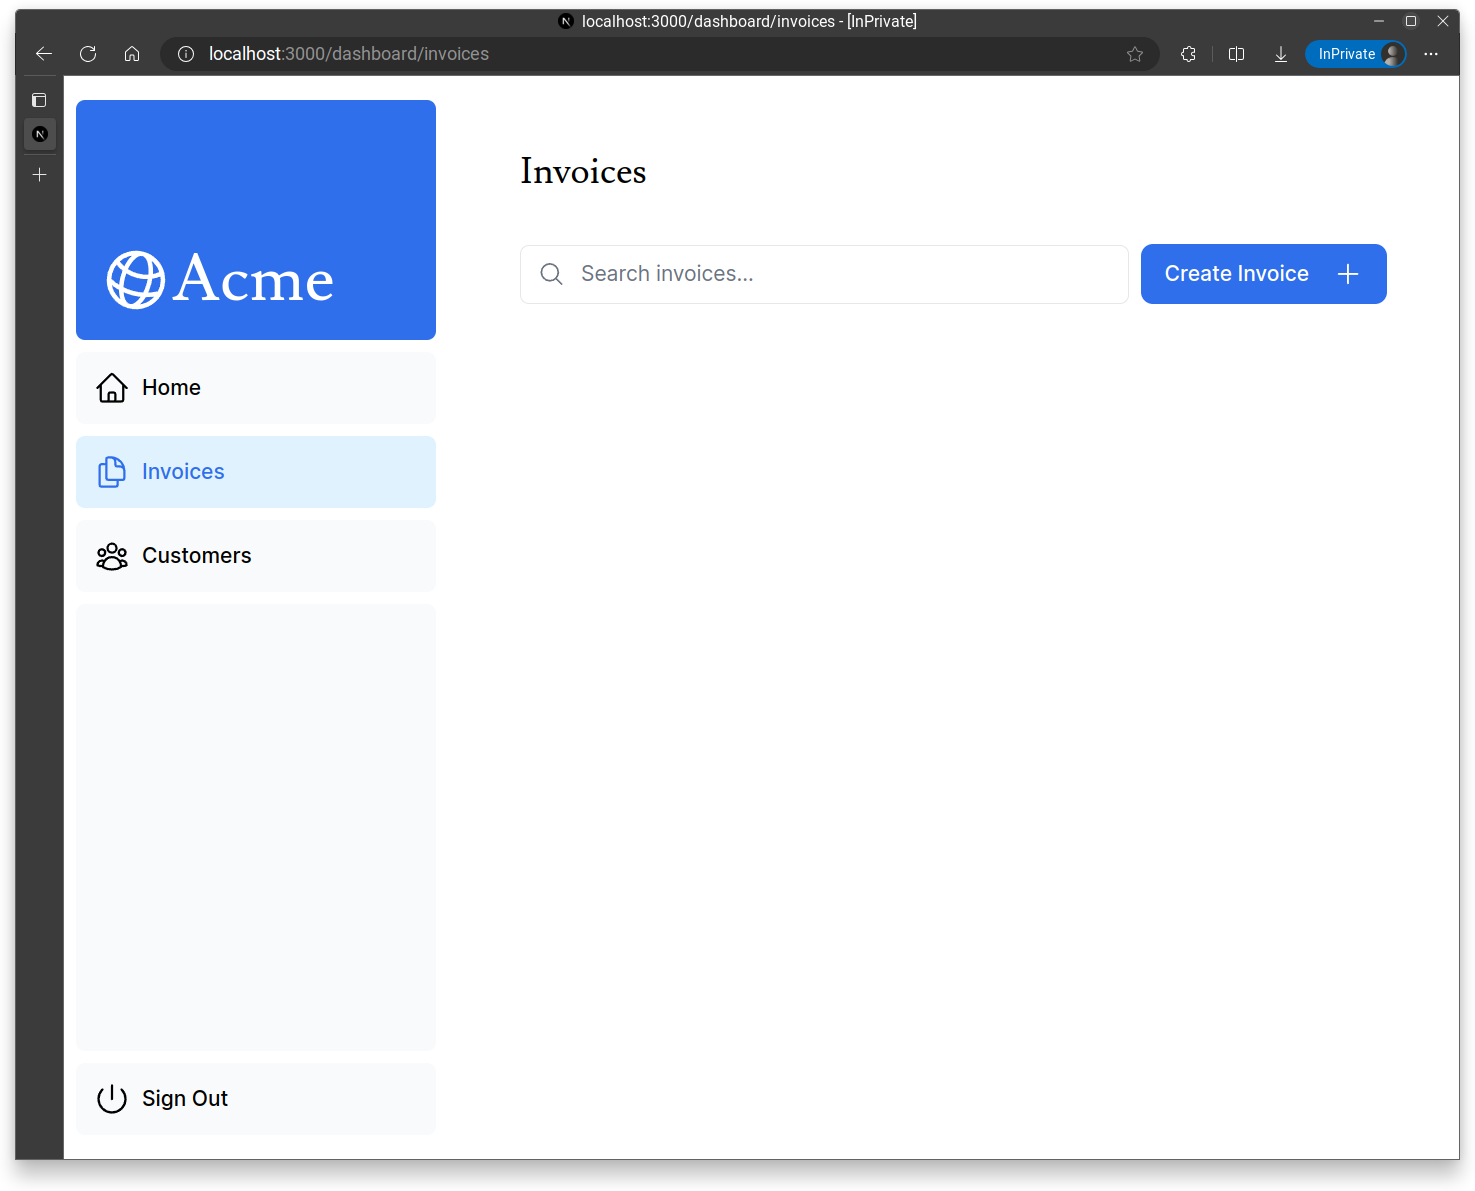 localhost:3000/dashboard/invoices - [InPrivate]
localhost:3000/dashboard/invoices
InPrivate
Acme
Home
Invoices
Customers
Sign Out
Invoices
Search invoices...
Create Invoice